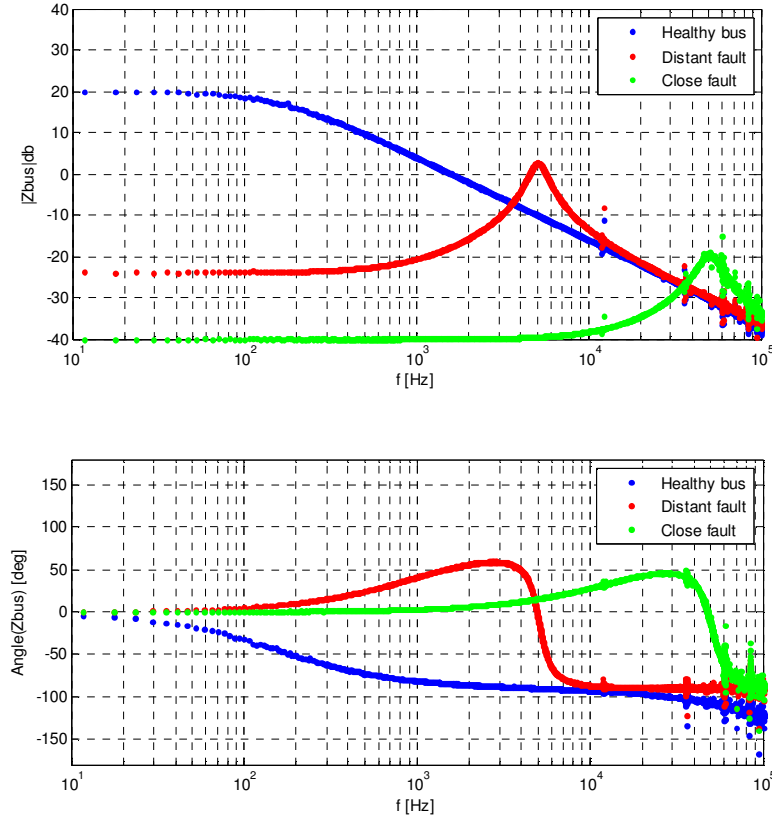 40
30
20
10
0
-10
-20
-30
-40
|Zbus|db
Healthy bus
Distant fault
Close fault
10^1
10^2
10^3
10^4
10^5
f [Hz]
150
100
50
0
-50
-100
-150
Angle(Zbus) [deg]
Healthy bus
Distant fault
Close fault
10^1
10^2
10^3
10^4
10^5
f [Hz]